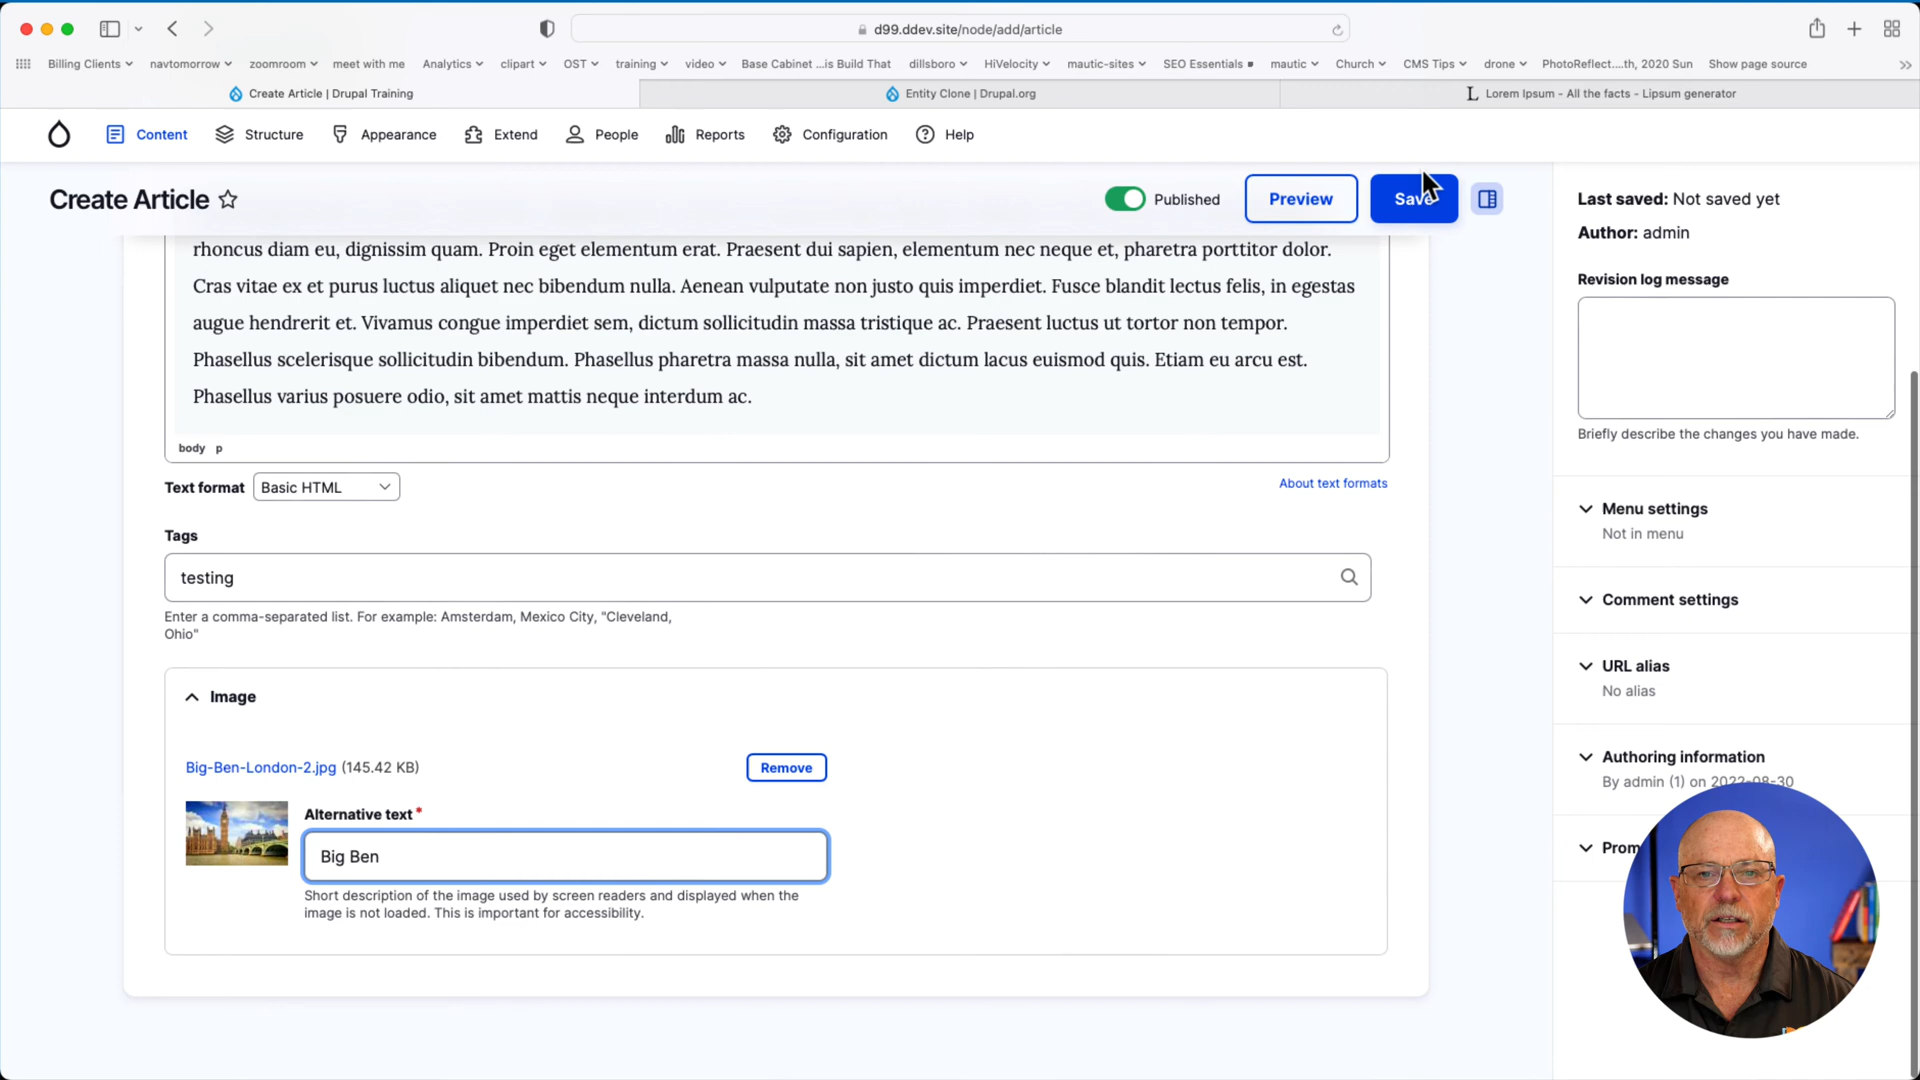 d99.ddev.site/node/add/article
Billing Clients navtomorrow zoomroom meet with me Analytics clipart OST training video Base Cabinet ...is Build That dillsboro HiVelocity mautic-sites SEO Essentials mautic Church CMS Tips drone PhotoReflect....th, 2020 Sun Show page source
Create Article | Drupal Training Entity Clone | Drupal.org L Lorem Ipsum - All the facts - Lipsum generator
Content Structure Appearance Extend People Reports Configuration Help
Create Article Published Preview Save
rhoncus diam eu, dignissim quam. Proin eget elementum erat. Praesent dui sapien, elementum nec neque et, pharetra porttitor dolor.
Cras vitae ex et purus luctus aliquet nec bibendum nulla. Aenean vulputate non justo quis imperdiet. Fusce blandit lectus felis, in egestas
augue hendrerit et. Vivamus congue imperdiet sem, dictum sollicitudin massa tristique ac. Praesent luctus ut tortor non tempor.
Phasellus scelerisque sollicitudin bibendum. Phasellus pharetra massa nulla, sit amet dictum lacus euismod quis. Etiam eu arcu est.
Phasellus varius posuere odio, sit amet mattis neque interdum ac.
body p
Text format Basic HTML About text formats
Tags
testing
Enter a comma-separated list. For example: Amsterdam, Mexico City, "Cleveland,
Ohio"
Image
Big-Ben-London-2.jpg (145.42 KB) Remove
Alternative text *
Big Ben
Short description of the image used by screen readers and displayed when the
image is not loaded. This is important for accessibility.
Last saved: Not saved yet
Author: admin
Revision log message
Briefly describe the changes you have made.
Menu settings
Not in menu
Comment settings
URL alias
No alias
Authoring information
By admin (1) on 2022-08-30
Prom